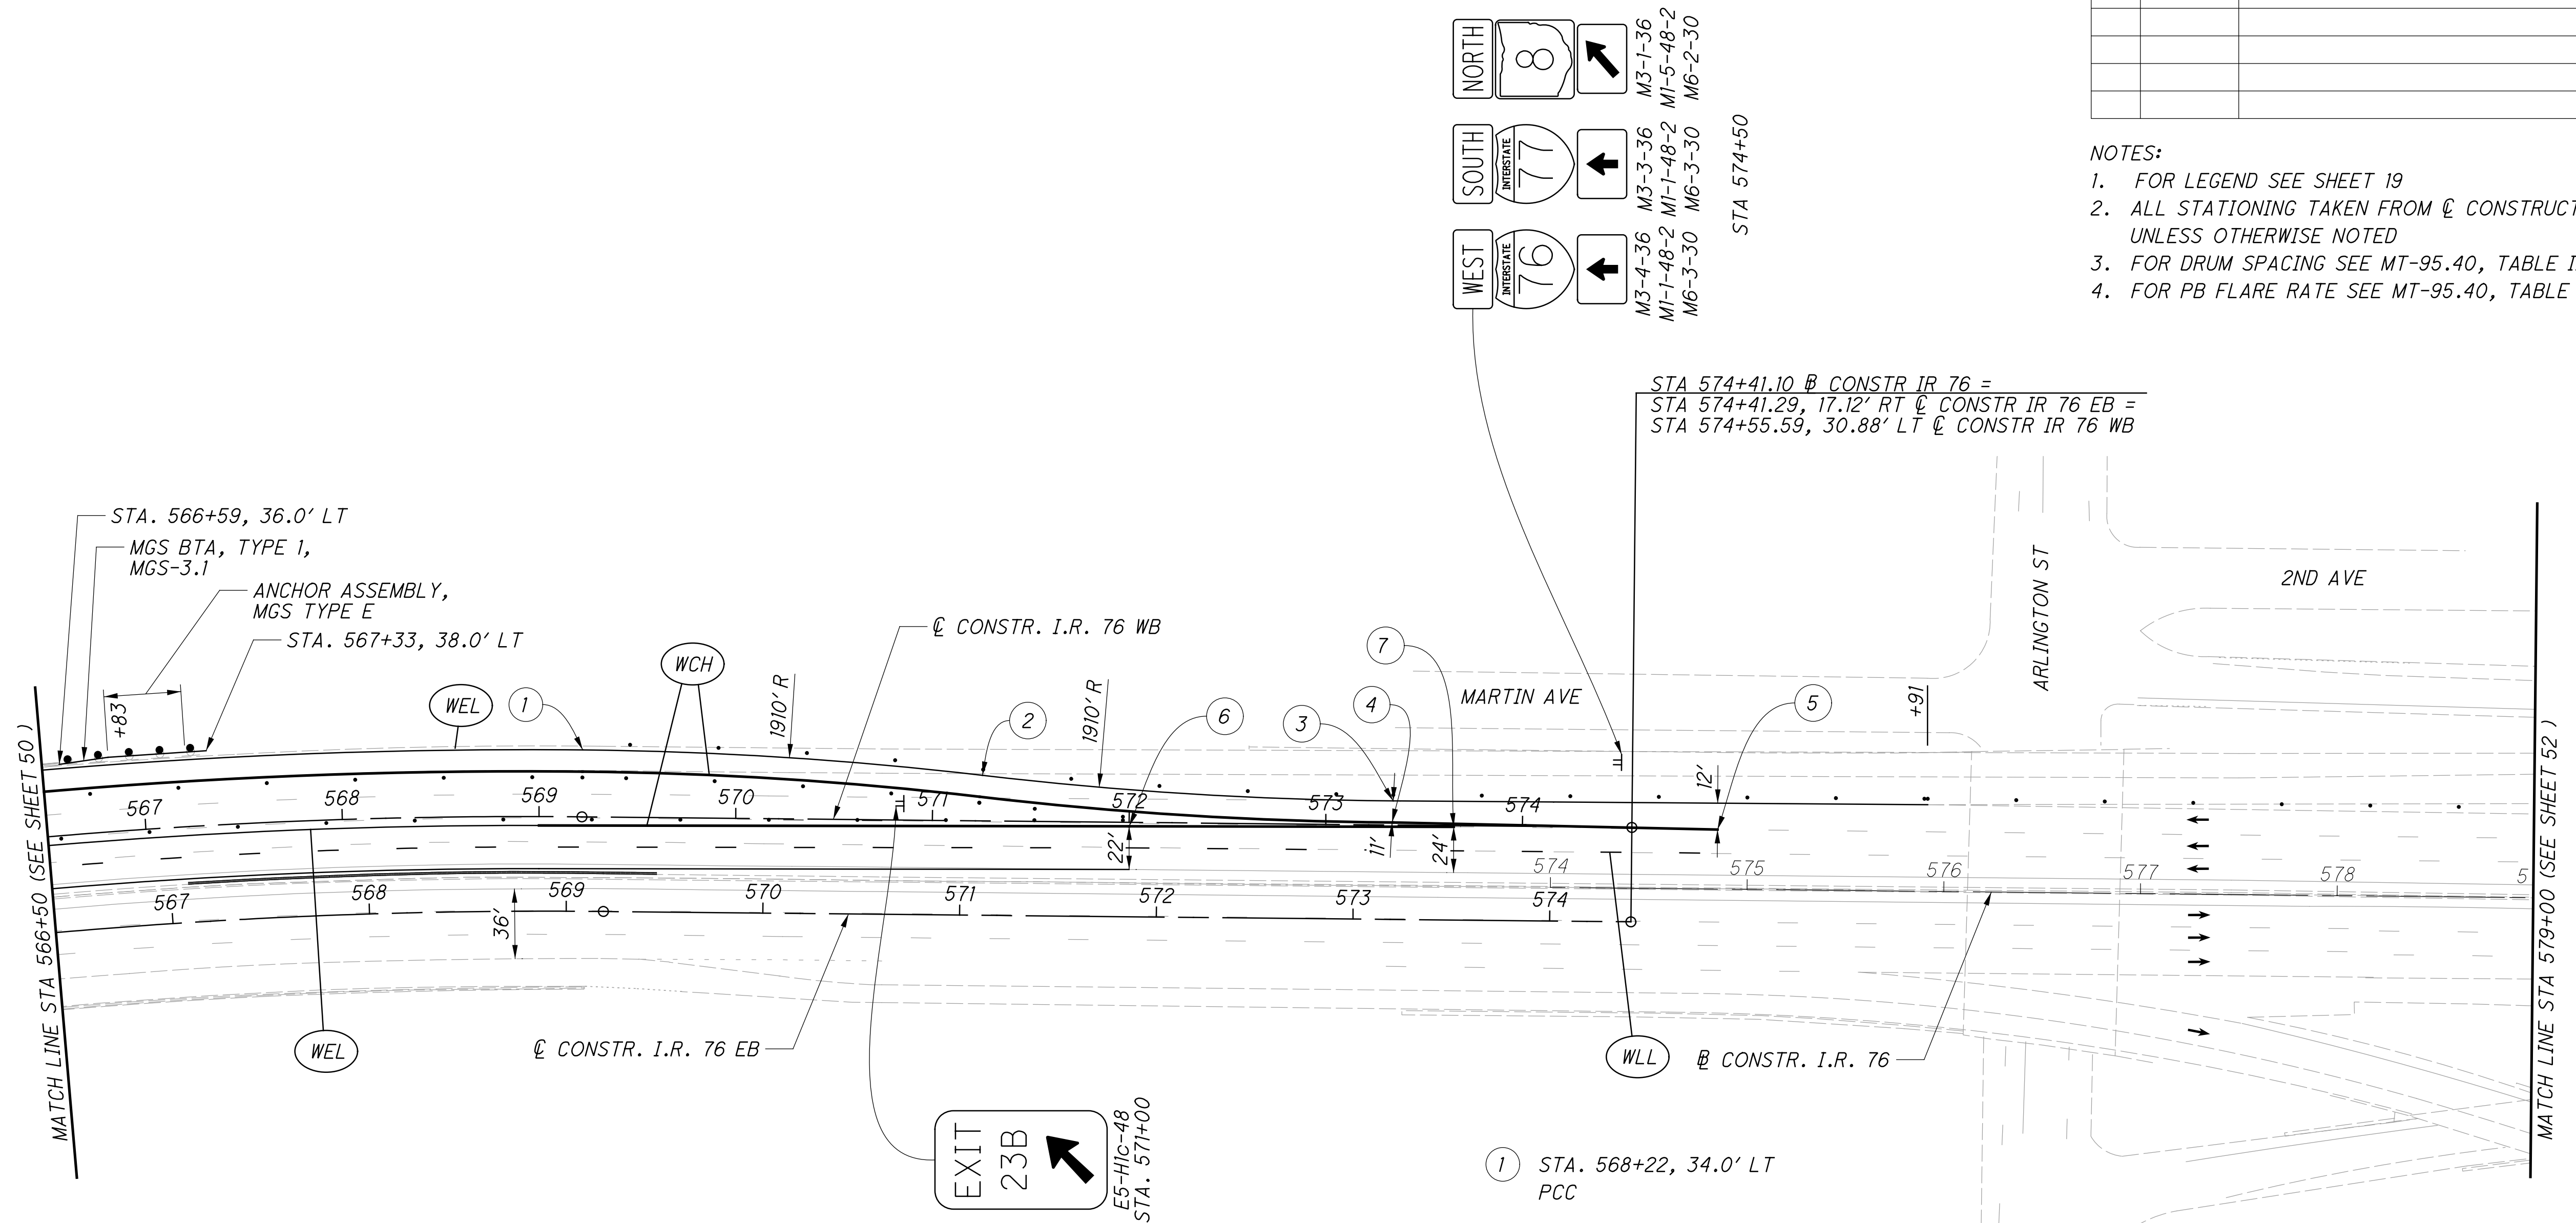 NORTH
8
M3-1-36
M1-5-48-2
M6-2-30
SOUTH
INTERSTATE
77
M3-3-36
M1-1-48-2
M6-3-30
WEST
INTERSTATE
76
M3-4-36
M1-1-48-2
M6-3-30
STA 574+50
NOTES:
1. FOR LEGEND SEE SHEET 19
2. ALL STATIONING TAKEN FROM ℄ CONSTRUCT
UNLESS OTHERWISE NOTED
3. FOR DRUM SPACING SEE MT-95.40, TABLE I
4. FOR PB FLARE RATE SEE MT-95.40, TABLE
STA 574+41.10 ⅊ CONSTR IR 76 =
STA 574+41.29, 17.12' RT ℄ CONSTR IR 76 EB =
STA 574+55.59, 30.88' LT ℄ CONSTR IR 76 WB
STA. 566+59, 36.0' LT
MGS BTA, TYPE 1,
MGS-3.1
ANCHOR ASSEMBLY,
MGS TYPE E
STA. 567+33, 38.0' LT
+83
℄ CONSTR. I.R. 76 WB
WCH
WEL
1
1910' R
2
1910' R
6
3
4
7
MARTIN AVE
12'
5
+91
ARLINGTON ST
2ND AVE
567
568
569
570
571
572
573
574
22'
11'
24'
574
575
576
577
578
5
567
568
569
570
571
572
573
574
36'
WEL
℄ CONSTR. I.R. 76 EB
WLL
⅊ CONSTR. I.R. 76
MATCH LINE STA 566+50 (SEE SHEET 50 )
MATCH LINE STA 579+00 (SEE SHEET 52 )
EXIT
23B
E5-H1c-48
STA. 571+00
1 STA. 568+22, 34.0' LT
PCC